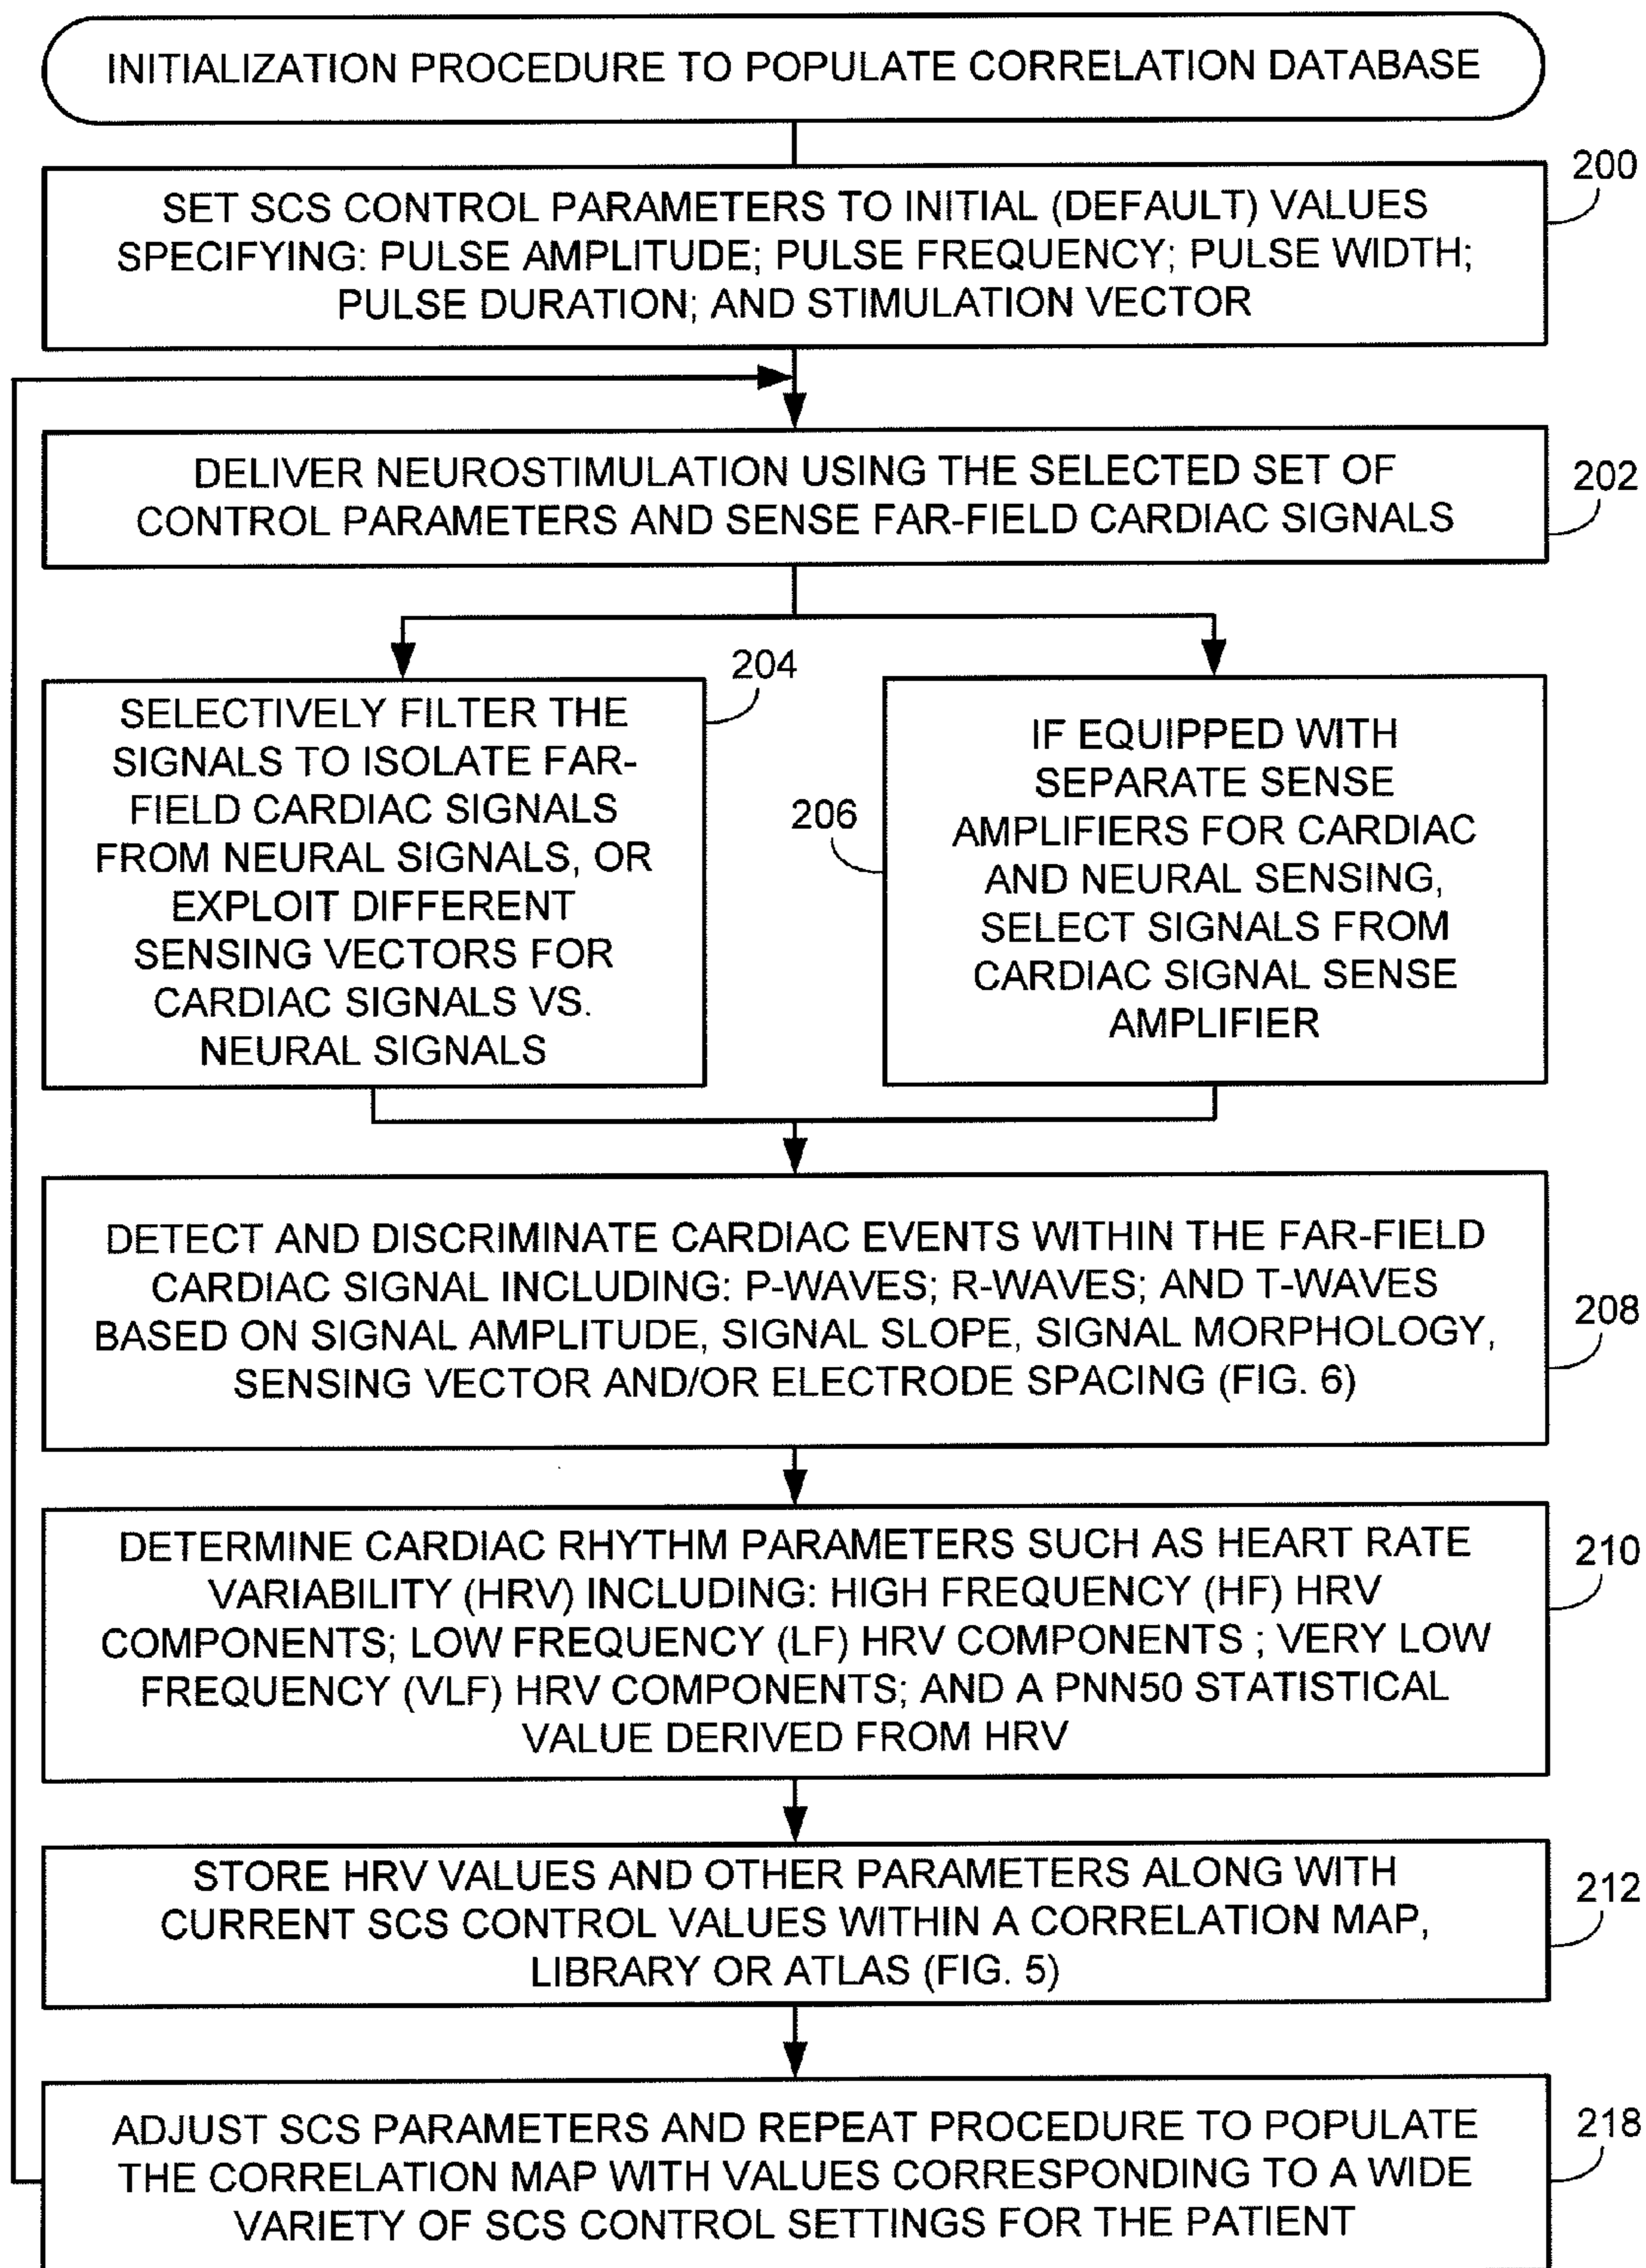 INITIALIZATION PROCEDURE TO POPULATE CORRELATION DATABASE
200
SET SCS CONTROL PARAMETERS TO INITIAL (DEFAULT) VALUES
SPECIFYING: PULSE AMPLITUDE; PULSE FREQUENCY; PULSE WIDTH;
PULSE DURATION; AND STIMULATION VECTOR
202
DELIVER NEUROSTIMULATION USING THE SELECTED SET OF
CONTROL PARAMETERS AND SENSE FAR-FIELD CARDIAC SIGNALS
204
SELECTIVELY FILTER THE
SIGNALS TO ISOLATE FAR-
FIELD CARDIAC SIGNALS
FROM NEURAL SIGNALS, OR
EXPLOIT DIFFERENT
SENSING VECTORS FOR
CARDIAC SIGNALS VS.
NEURAL SIGNALS
206
IF EQUIPPED WITH
SEPARATE SENSE
AMPLIFIERS FOR CARDIAC
AND NEURAL SENSING,
SELECT SIGNALS FROM
CARDIAC SIGNAL SENSE
AMPLIFIER
208
DETECT AND DISCRIMINATE CARDIAC EVENTS WITHIN THE FAR-FIELD
CARDIAC SIGNAL INCLUDING: P-WAVES; R-WAVES; AND T-WAVES
BASED ON SIGNAL AMPLITUDE, SIGNAL SLOPE, SIGNAL MORPHOLOGY,
SENSING VECTOR AND/OR ELECTRODE SPACING (FIG. 6)
210
DETERMINE CARDIAC RHYTHM PARAMETERS SUCH AS HEART RATE
VARIABILITY (HRV) INCLUDING: HIGH FREQUENCY (HF) HRV
COMPONENTS; LOW FREQUENCY (LF) HRV COMPONENTS ; VERY LOW
FREQUENCY (VLF) HRV COMPONENTS; AND A PNN50 STATISTICAL
VALUE DERIVED FROM HRV
212
STORE HRV VALUES AND OTHER PARAMETERS ALONG WITH
CURRENT SCS CONTROL VALUES WITHIN A CORRELATION MAP,
LIBRARY OR ATLAS (FIG. 5)
218
ADJUST SCS PARAMETERS AND REPEAT PROCEDURE TO POPULATE
THE CORRELATION MAP WITH VALUES CORRESPONDING TO A WIDE
VARIETY OF SCS CONTROL SETTINGS FOR THE PATIENT